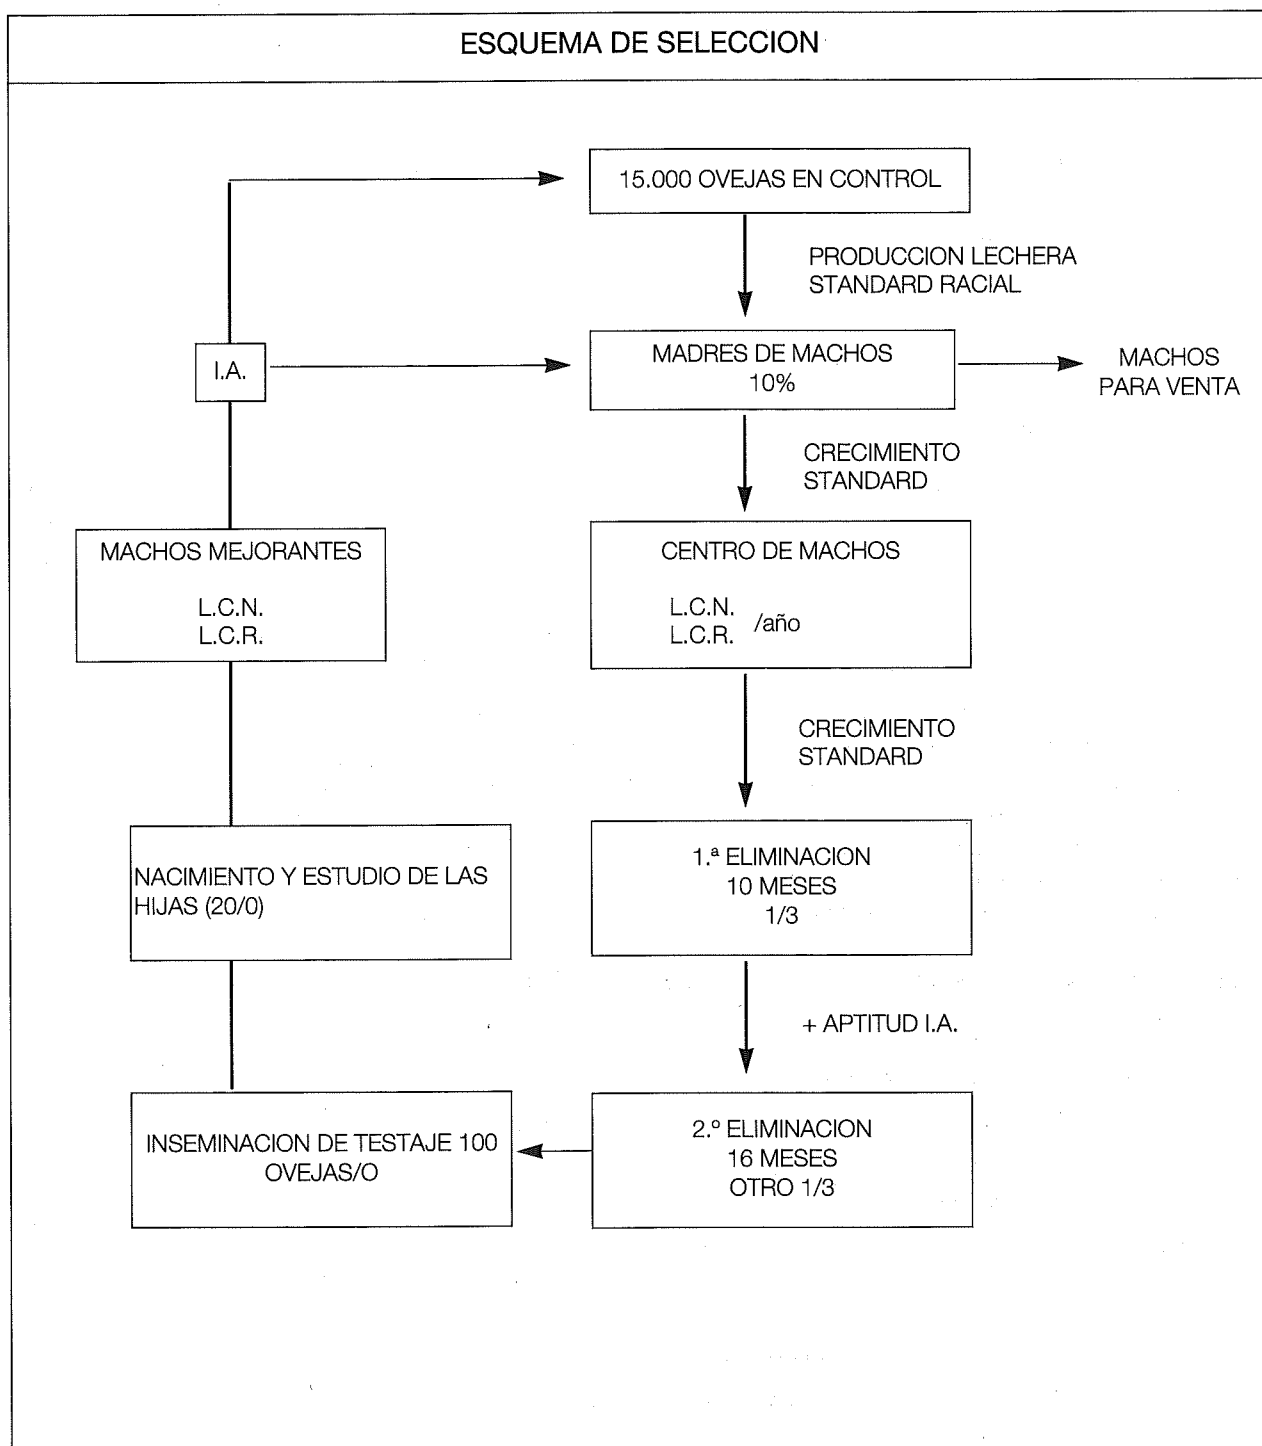 ESQUEMA DE SELECCION
15.000 OVEJAS EN CONTROL
PRODUCCION LECHERA
STANDARD RACIAL
I.A.
MADRES DE MACHOS
10%
MACHOS
PARA VENTA
CRECIMIENTO
STANDARD
MACHOS MEJORANTES
L.C.N.
L.C.R.
CENTRO DE MACHOS
L.C.N.
L.C.R. /año
CRECIMIENTO
STANDARD
NACIMIENTO Y ESTUDIO DE LAS
HIJAS (20/0)
1.ª ELIMINACION
10 MESES
1/3
+ APTITUD I.A.
INSEMINACION DE TESTAJE 100
OVEJAS/O
2.º ELIMINACION
16 MESES
OTRO 1/3